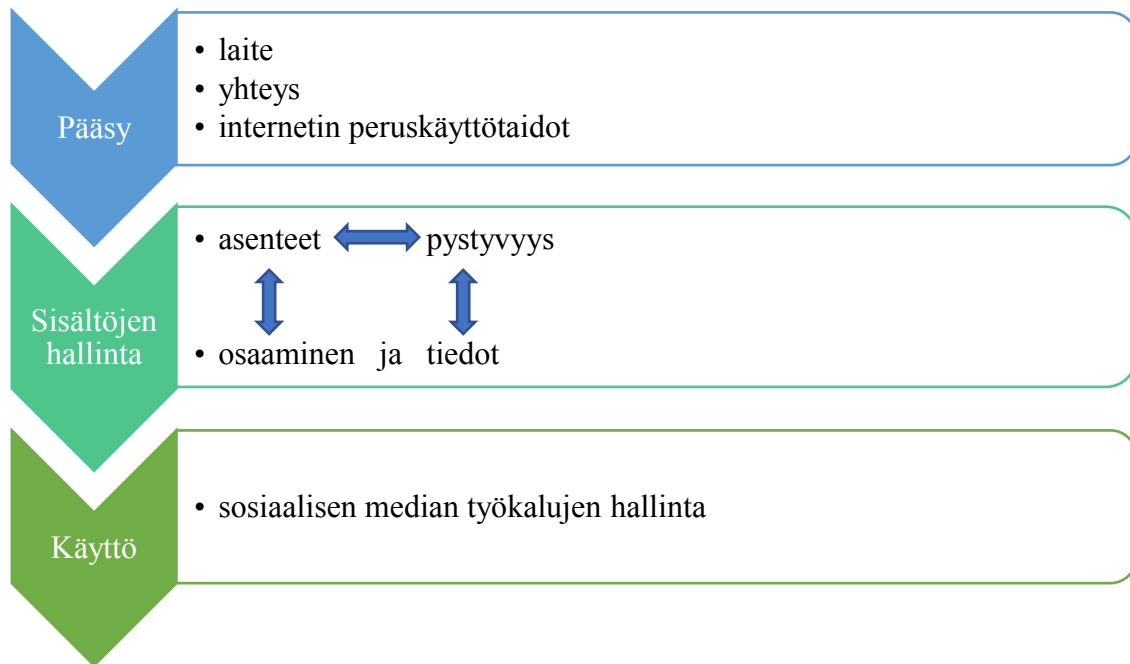 Pääsy
• laite
• yhteys
• internetin peruskäyttötaidot
Sisältöjen
hallinta
• asenteet pystyvyys
• osaaminen ja tiedot
Käyttö
• sosiaalisen median työkalujen hallinta